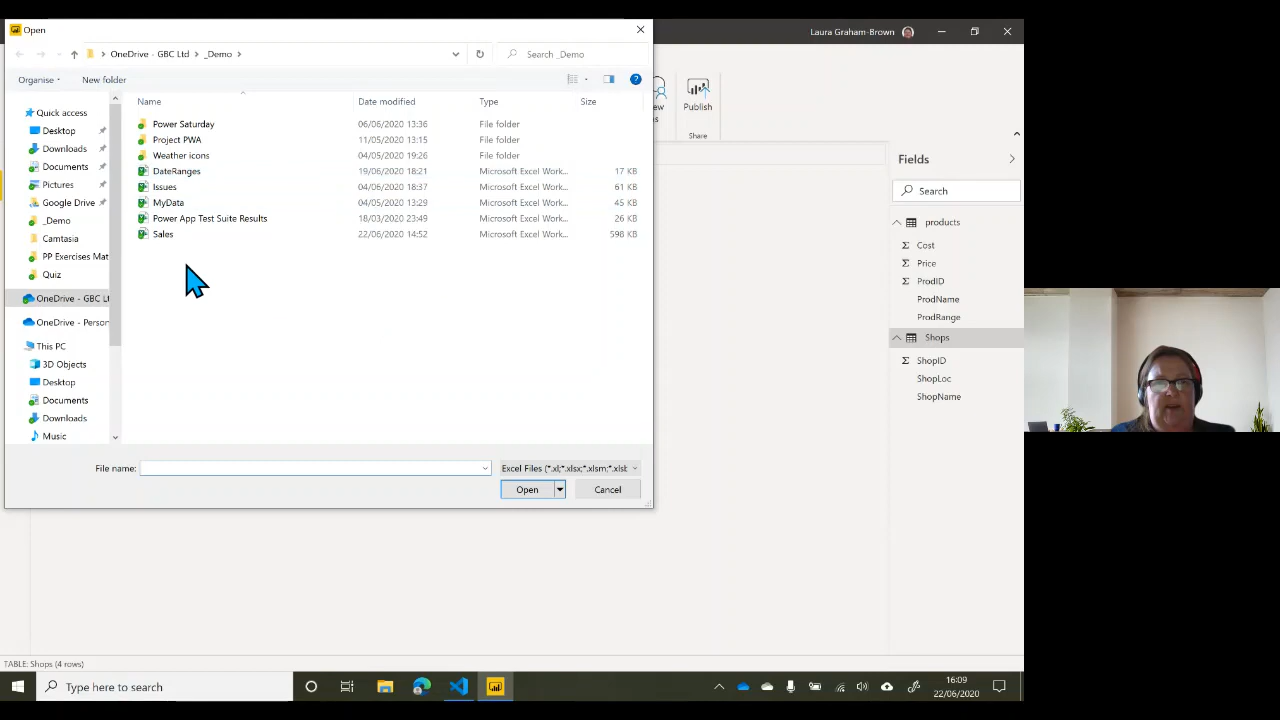 Open
Laura Graham-Brown
OneDrive - GBC Ltd
_Demo
Search _Demo
Organise
New folder
Name
Date modified
Type
Size
Quick access
Desktop
Downloads
Documents
Pictures
Google Drive
_Demo
Camtasia
PP Exercises Mat
Quiz
OneDrive - GBC Lt
OneDrive - Person
This PC
3D Objects
Desktop
Documents
Downloads
Music
Power Saturday 06/06/2020 13:36 File folder
Project PWA 11/05/2020 13:15 File folder
Weather icons 04/05/2020 19:26 File folder
DateRanges 19/06/2020 18:21 Microsoft Excel Work... 17 KB
Issues 04/06/2020 18:37 Microsoft Excel Work... 61 KB
MyData 04/05/2020 13:29 Microsoft Excel Work... 45 KB
Power App Test Suite Results 18/03/2020 23:49 Microsoft Excel Work... 26 KB
Sales 22/06/2020 14:52 Microsoft Excel Work... 598 KB
File name:
Excel Files (*.xl;*.xlsx;*.xlsm;*.xlsb
Open
Cancel
Publish
Share
Fields
Search
products
Cost
Price
ProdID
ProdName
ProdRange
Shops
ShopID
ShopLoc
ShopName
TABLE: Shops (4 rows)
Type here to search
16:09
22/06/2020